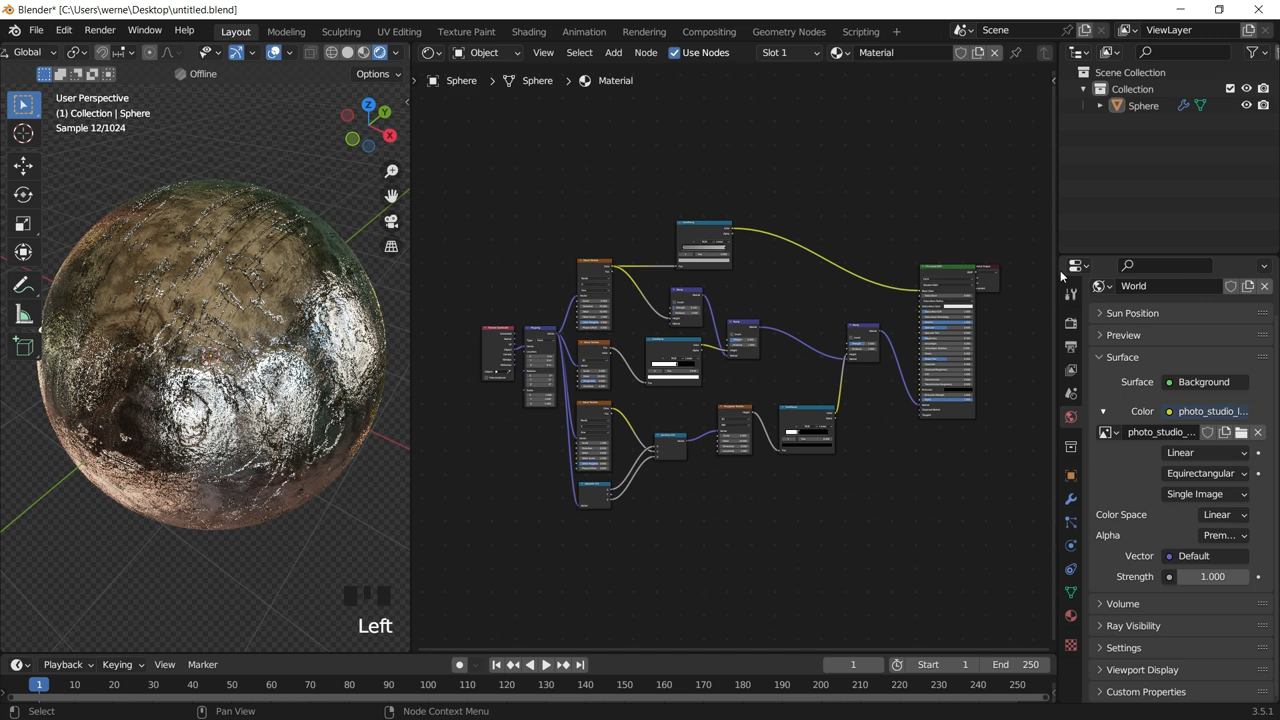 Blender* [C:\Users\werne\Desktop\untitled.blend]
File Edit Render Window Help Layout Modeling Sculpting UV Editing Texture Paint Shading Animation Rendering Compositing Geometry Nodes Scripting + Scene ViewLayer
Global Object View Select Add Node Use Nodes Slot 1 Material
Offline Options
Sphere > Sphere > Material
User Perspective
(1) Collection | Sphere
Sample 12/1024
Z
Y
X
Scene Collection
Collection
Sphere
World
Sun Position
Preview
Surface
Surface Background
Color photo_studio_l...
photo_studio_...
Linear
Equirectangular
Single Image
Color Space Linear
Alpha Prem...
Vector Default
Strength 1.000
Volume
Ray Visibility
Settings
Viewport Display
Custom Properties
Left
Playback Keying View Marker 1 Start 1 End 250
1 10 20 30 40 50 60 70 80 90 100 110 120 130 140 150 160 170 180 190 200 210 220 230 240 250
Select Pan View Node Context Menu 3.5.1